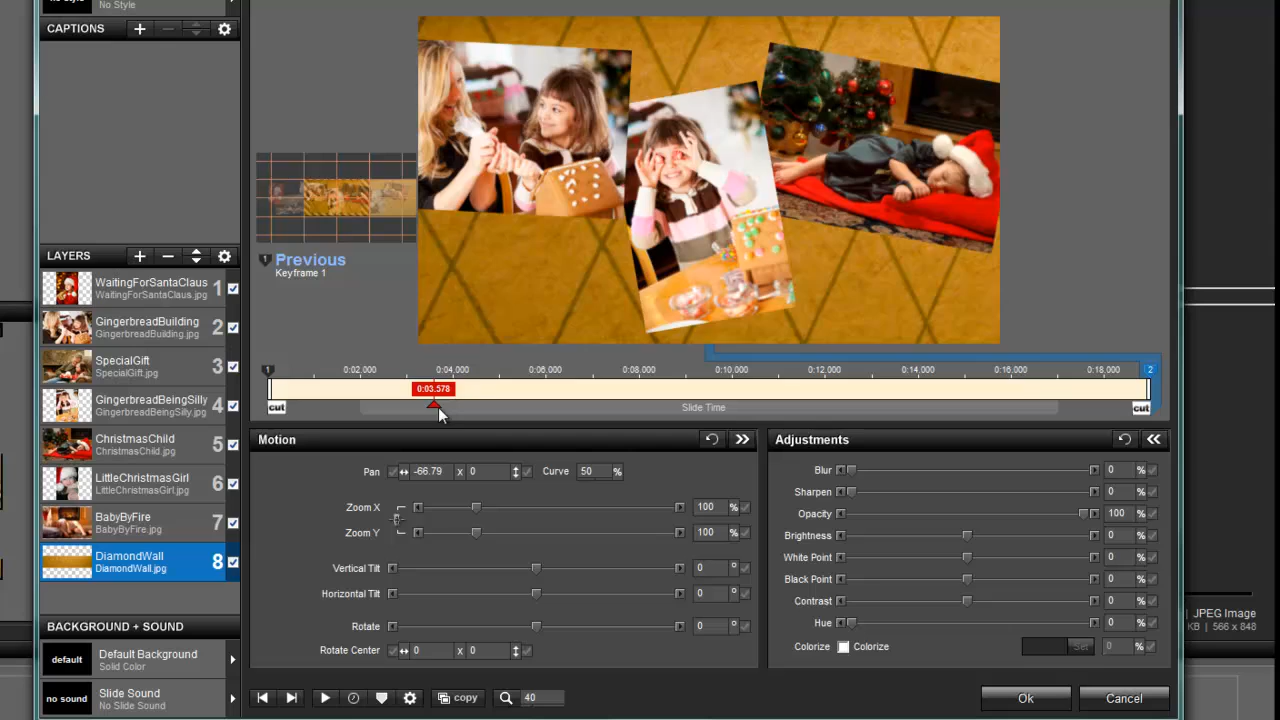 No Style
CAPTIONS
LAYERS
WaitingForSantaClaus
WaitingForSantaClaus.jpg
1
GingerbreadBuilding
GingerbreadBuilding.jpg
2
SpecialGift
SpecialGift.jpg
3
GingerbreadBeingSilly
GingerbreadBeingSilly.jpg
4
ChristmasChild
ChristmasChild.jpg
5
LittleChristmasGirl
LittleChristmasGirl.jpg
6
BabyByFire
BabyByFire.jpg
7
DiamondWall
DiamondWall.jpg
8
BACKGROUND + SOUND
default
Default Background
Solid Color
no sound
Slide Sound
No Slide Sound
1 Previous
Keyframe 1
1 0:02.000 0:04.000 0:06.000 0:08.000 0:10.000 0:12.000 0:14.000 0:16.000 0:18.000 2
0:03.578
cut Slide Time cut
Motion
Pan -66.79 x 0 Curve 50 %
Zoom X 100 %
Zoom Y 100 %
Vertical Tilt 0 °
Horizontal Tilt 0 °
Rotate 0 °
Rotate Center 0 x 0
Adjustments
Blur 0 %
Sharpen 0 %
Opacity 100 %
Brightness 0 %
White Point 0 %
Black Point 0 %
Contrast 0 %
Hue 0 %
Colorize Colorize Set 0 %
copy 40
Ok Cancel
| JPEG Image
KB | 566 x 848